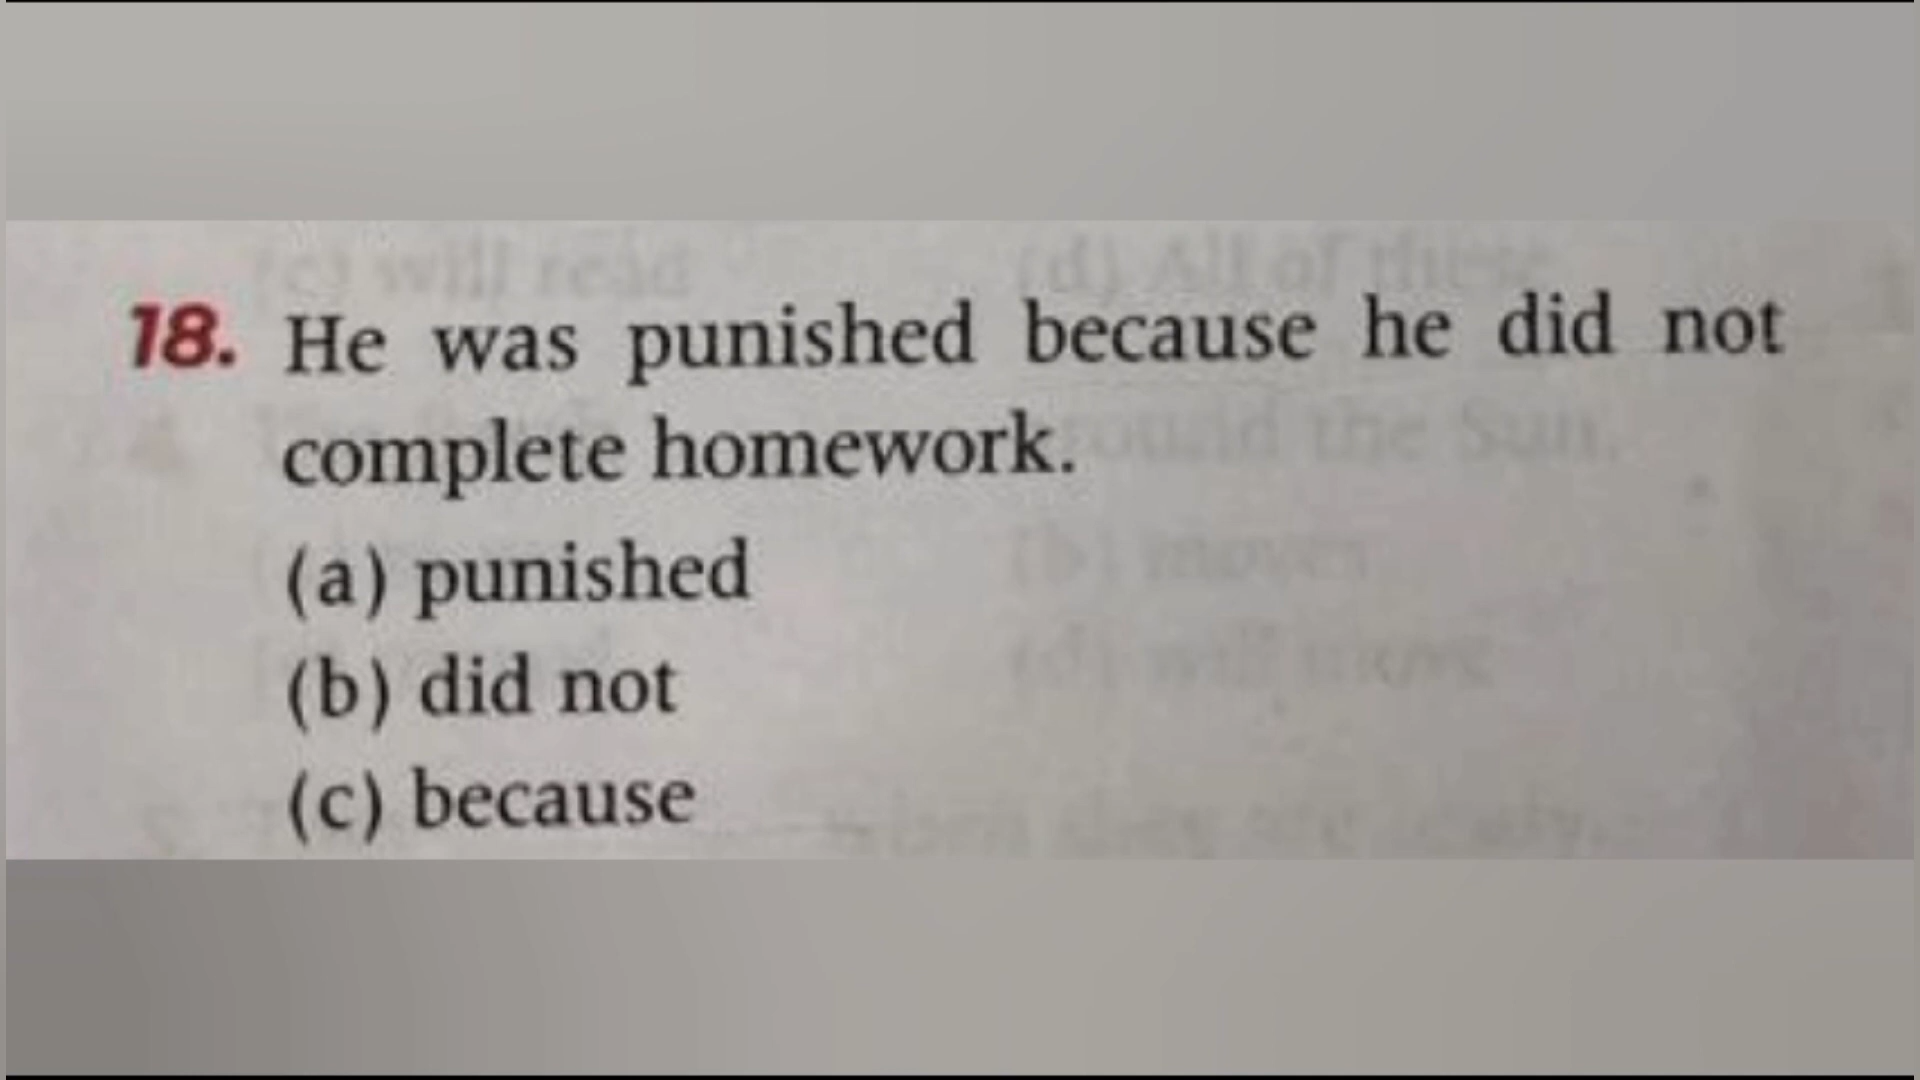 18. He was punished because he did not
complete homework.
(a) punished
(b) did not
(c) because